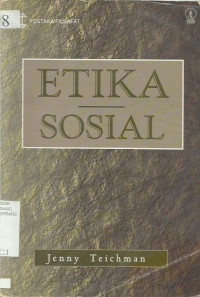 PUSTAKA FILSAFAT
8
ETIKA
SOSIAL
Jenny Teichman